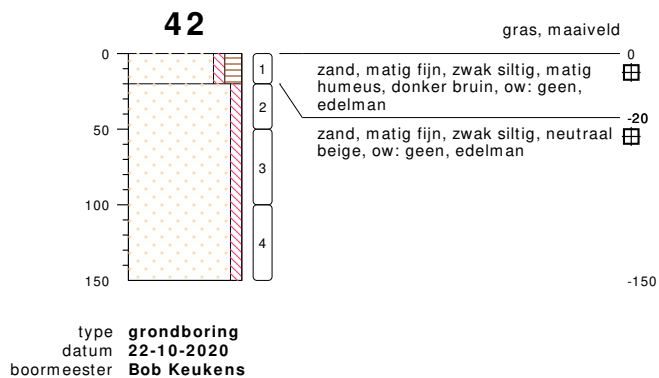 42
gras, maaiveld
0
0
1
zand, matig fijn, zwak siltig, matig
humeus, donker bruin, ow: geen,
edelman
2
-20
50
zand, matig fijn, zwak siltig, neutraal
beige, ow: geen, edelman
3
100
4
150
-150
type grondboring
datum 22-10-2020
boormeester Bob Keukens